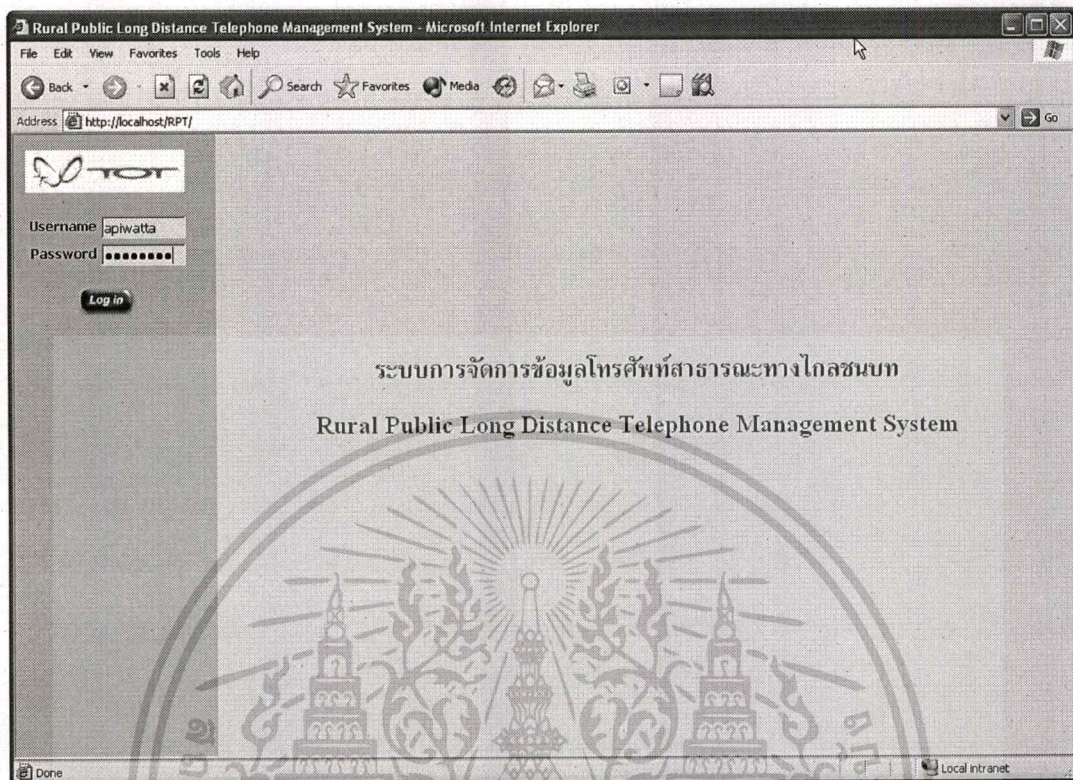 Rural Public Long Distance Telephone Management System - Microsoft Internet Explorer
File Edit View Favorites Tools Help
Back Search Favorites Media
Address http://localhost/RPT/ Go
TOT
Username apiwatta
Password ••••••••
Log in
ระบบการจัดการข้อมูลโทรศัพท์สาธารณะทางไกลชนบท
Rural Public Long Distance Telephone Management System
Done Local intranet